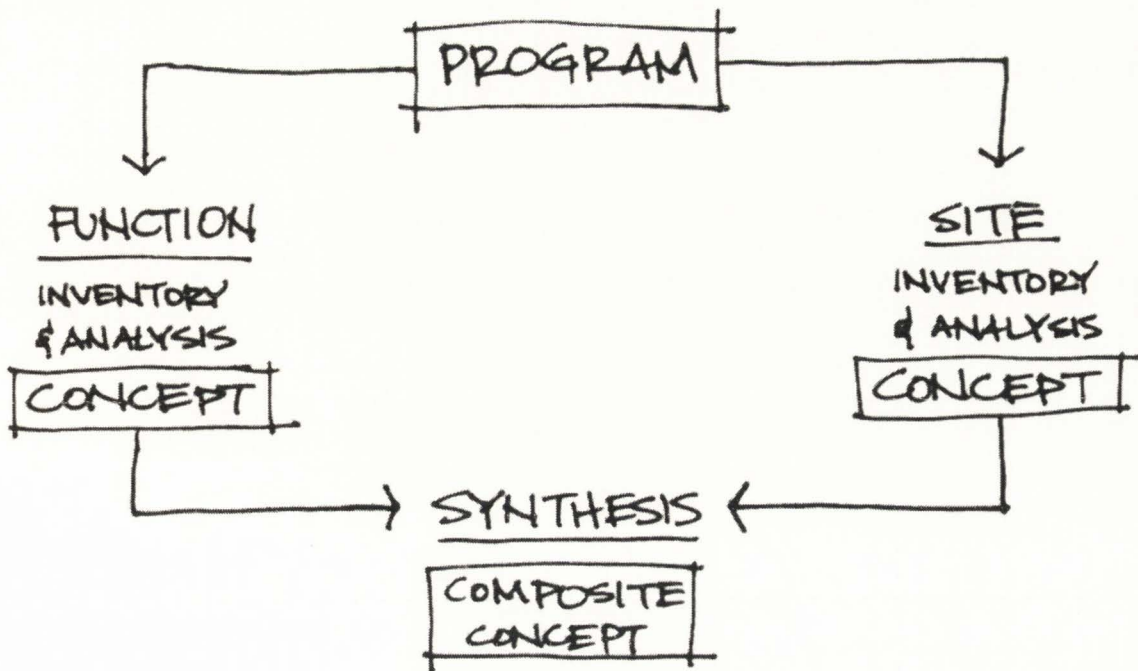 PROGRAM
FUNCTION
INVENTORY
& ANALYSIS
CONCEPT
SITE
INVENTORY
& ANALYSIS
CONCEPT
SYNTHESIS
COMPOSITE
CONCEPT